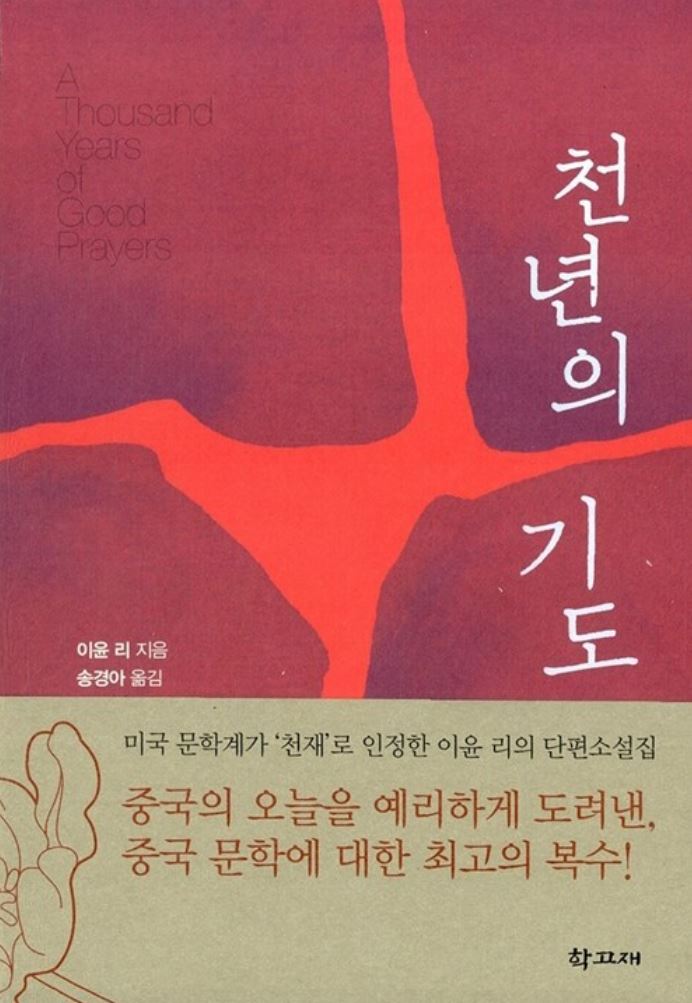 A
Thousand
Years
of
Good
Prayers
천년의 기도
이윤 리 지음
송경아 옮김
미국 문학계가 ‘천재’로 인정한 이윤 리의 단편소설집
중국의 오늘을 예리하게 도려낸,
중국 문학에 대한 최고의 복수!
학고재